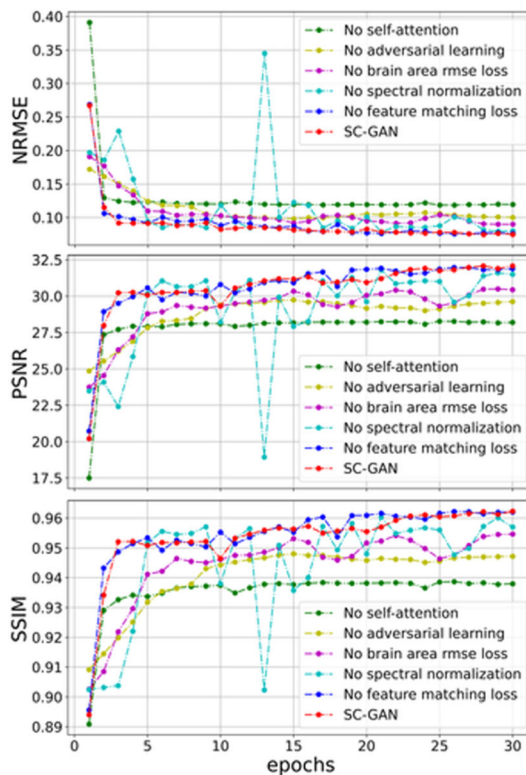 0.40
0.35
0.30
0.25
0.20
0.15
0.10
NRMSE
No self-attention
No adversarial learning
No brain area rmse loss
No spectral normalization
No feature matching loss
SC-GAN
32.5
30.0
27.5
25.0
22.5
20.0
17.5
PSNR
No self-attention
No adversarial learning
No brain area rmse loss
No spectral normalization
No feature matching loss
SC-GAN
0.96
0.95
0.94
0.93
0.92
0.91
0.90
0.89
SSIM
No self-attention
No adversarial learning
No brain area rmse loss
No spectral normalization
No feature matching loss
SC-GAN
0 5 10 15 20 25 30
epochs